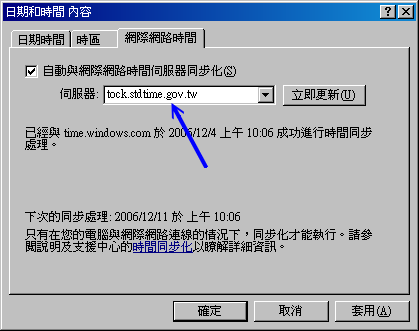 日期和時間 內容
日期時間 時區 網際網路時間
自動與網際網路時間伺服器同步化(S)
伺服器: tock.stdtime.gov.tw 立即更新(U)
已經與 time.windows.com 於 2006/12/4 上午 10:06 成功進行時間同步
處理。
下次的同步處理: 2006/12/11 於 上午 10:06
只有在您的電腦與網際網路連線的情況下，同步化才能執行。請參
閱說明及支援中心的時間同步化以瞭解詳細資訊。
確定 取消 套用(A)